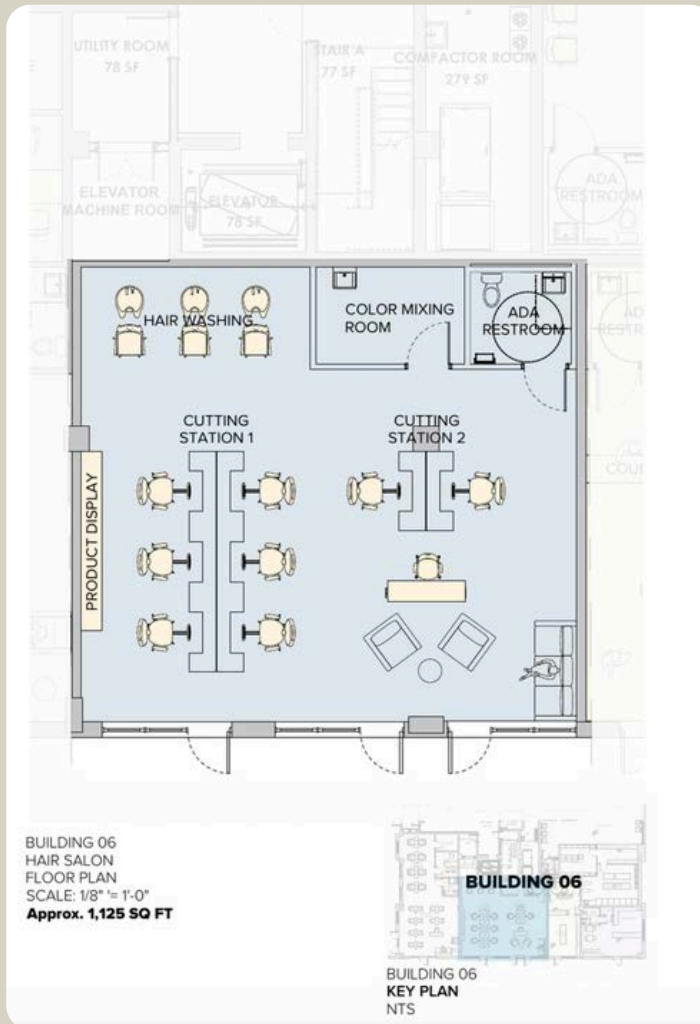 UTILITY ROOM
78 SF
STAIR A
77 SF
COMPACTOR ROOM
279 SF
ELEVATOR
MACHINE ROOM
ELEVATOR
78 SF
ADA
RESTROOM
HAIR WASHING
COLOR MIXING
ROOM
ADA
RESTROOM
CUTTING
STATION 1
CUTTING
STATION 2
PRODUCT DISPLAY
BUILDING 06
HAIR SALON
FLOOR PLAN
SCALE: 1/8" '= 1'-0"
Approx. 1,125 SQ FT
BUILDING 06
BUILDING 06
KEY PLAN
NTS